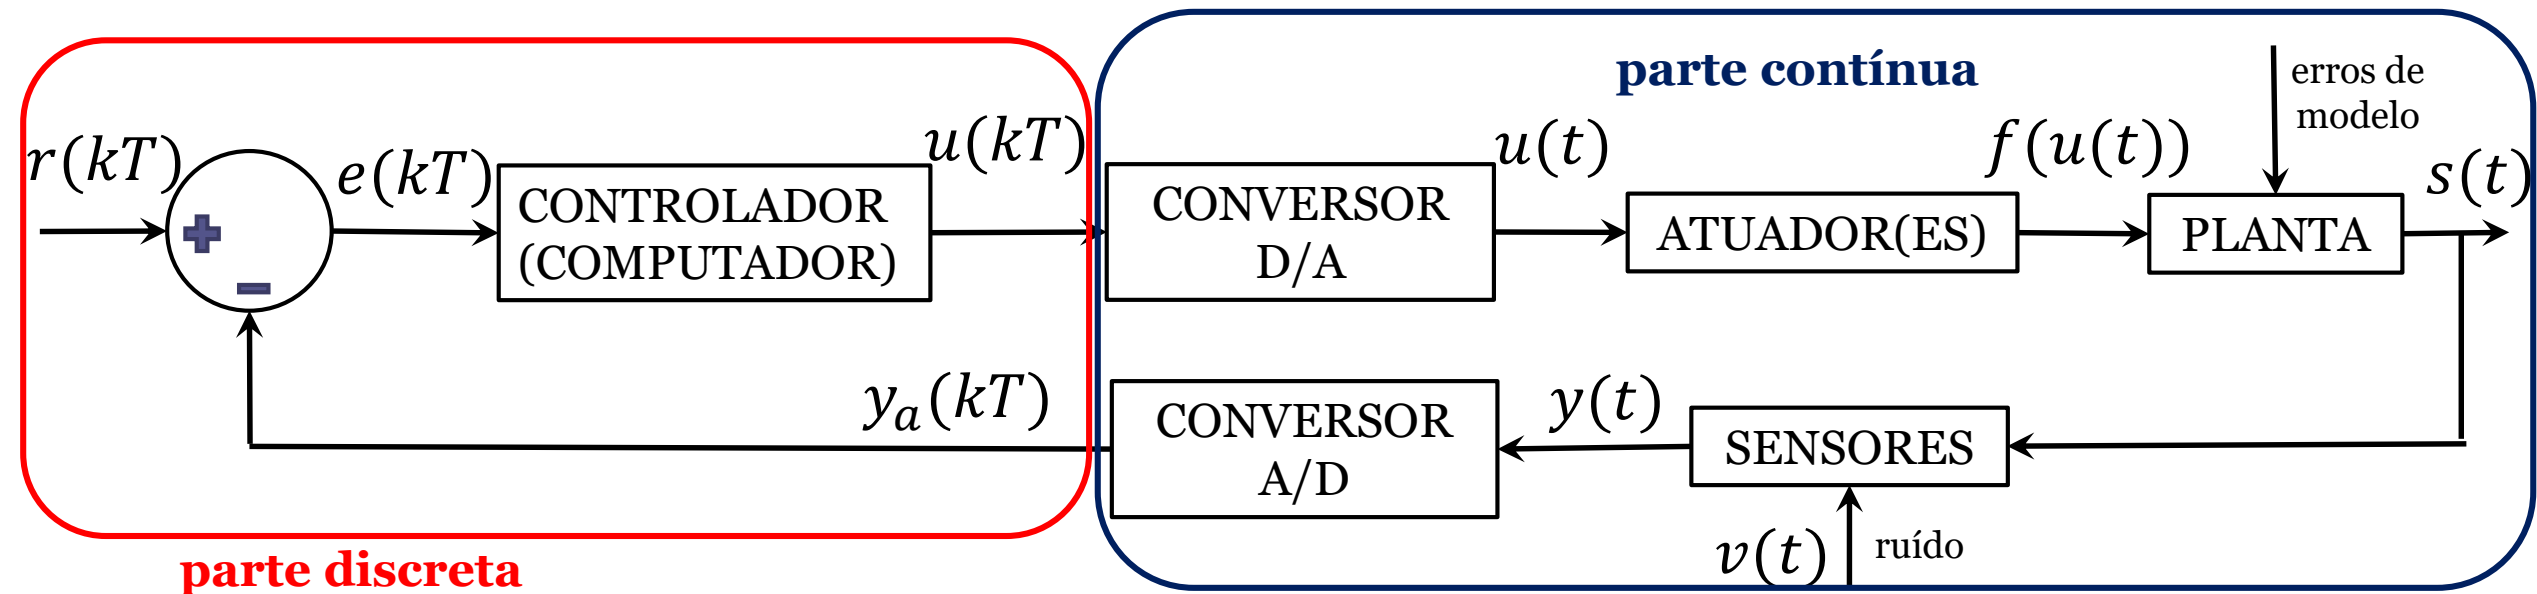 parte contínua
erros de
modelo
r(kT)
e(kT)
u(kT)
u(t)
f(u(t))
s(t)
CONTROLADOR
(COMPUTADOR)
CONVERSOR
D/A
ATUADOR(ES)
PLANTA
y_a(kT)
CONVERSOR
A/D
y(t)
SENSORES
v(t)
ruído
parte discreta